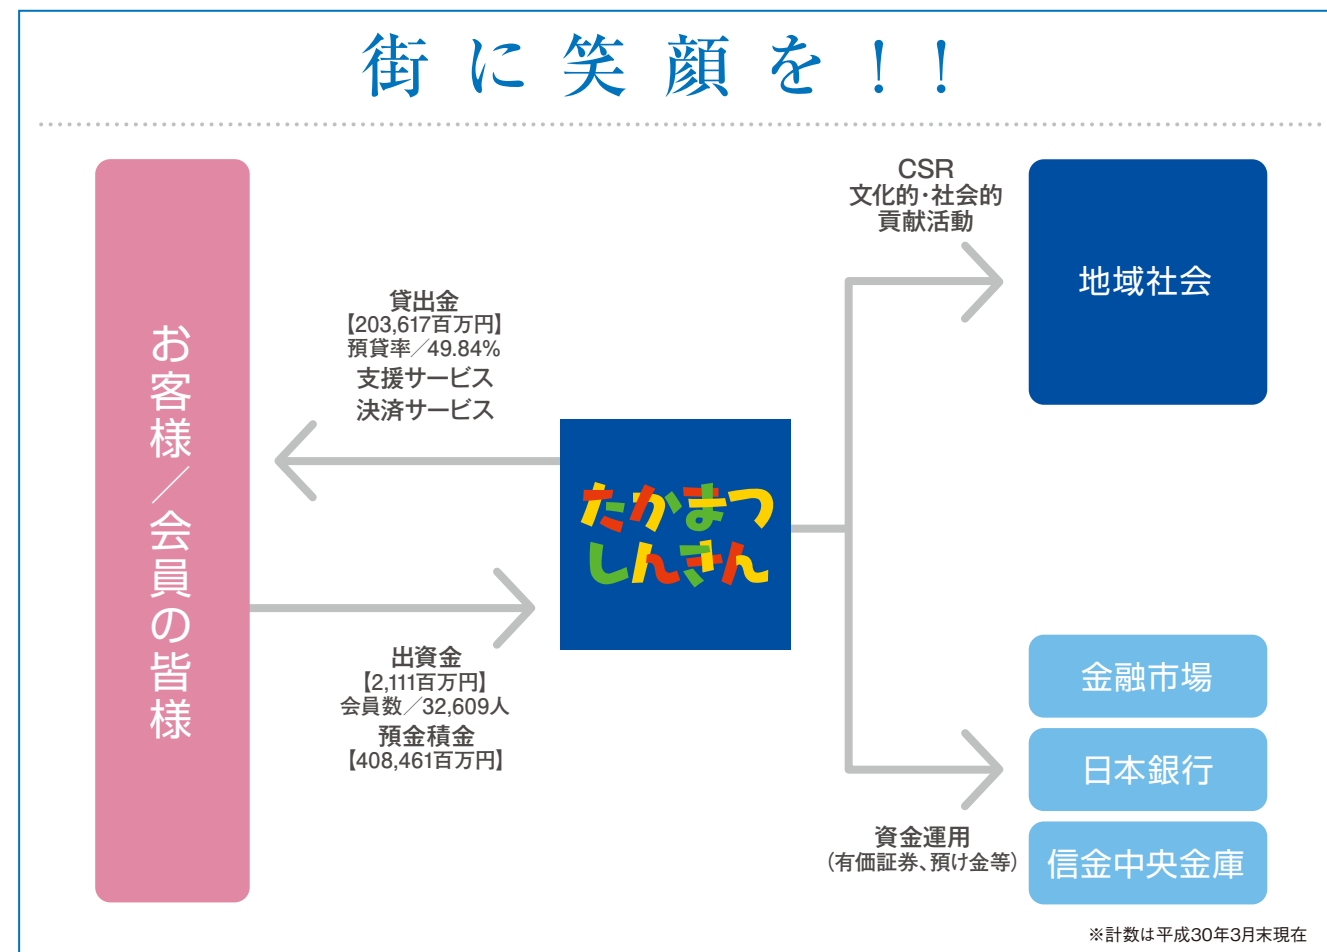 街に笑顔を!!
お客様／会員の皆様
貸出金
【203,617百万円】
預貸率／49.84%
支援サービス
決済サービス
出資金
【2,111百万円】
会員数／32,609人
預金積金
【408,461百万円】
たかまつ
しんきん
CSR
文化的・社会的
貢献活動
地域社会
金融市場
日本銀行
信金中央金庫
資金運用
（有価証券、預け金等）
※計数は平成30年3月末現在